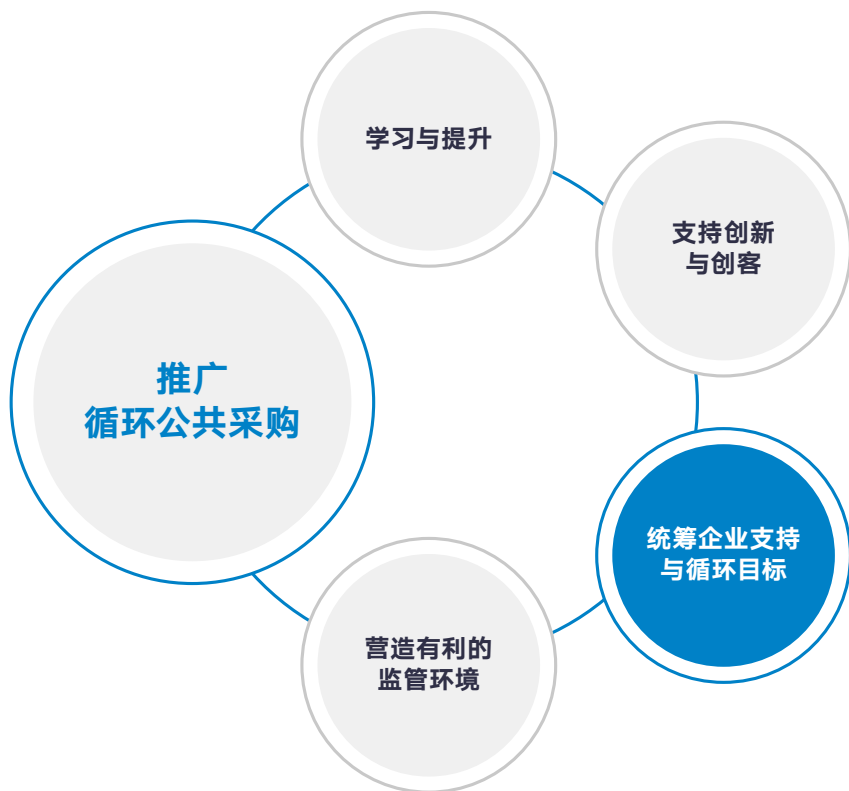 学习与提升
支持创新
与创客
推广
循环公共采购
统筹企业支持
与循环目标
营造有利的
监管环境